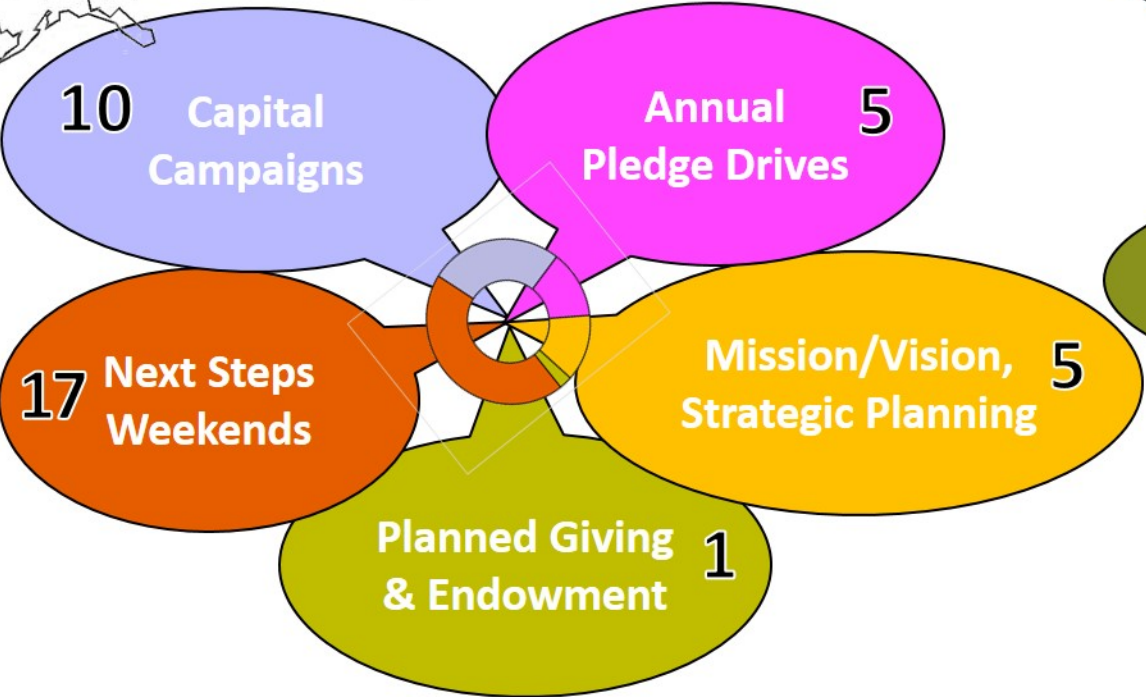 10
Capital
Campaigns
Annual
Pledge Drives
5
17
Next Steps
Weekends
Mission/Vision,
Strategic Planning
5
Planned Giving
& Endowment
1